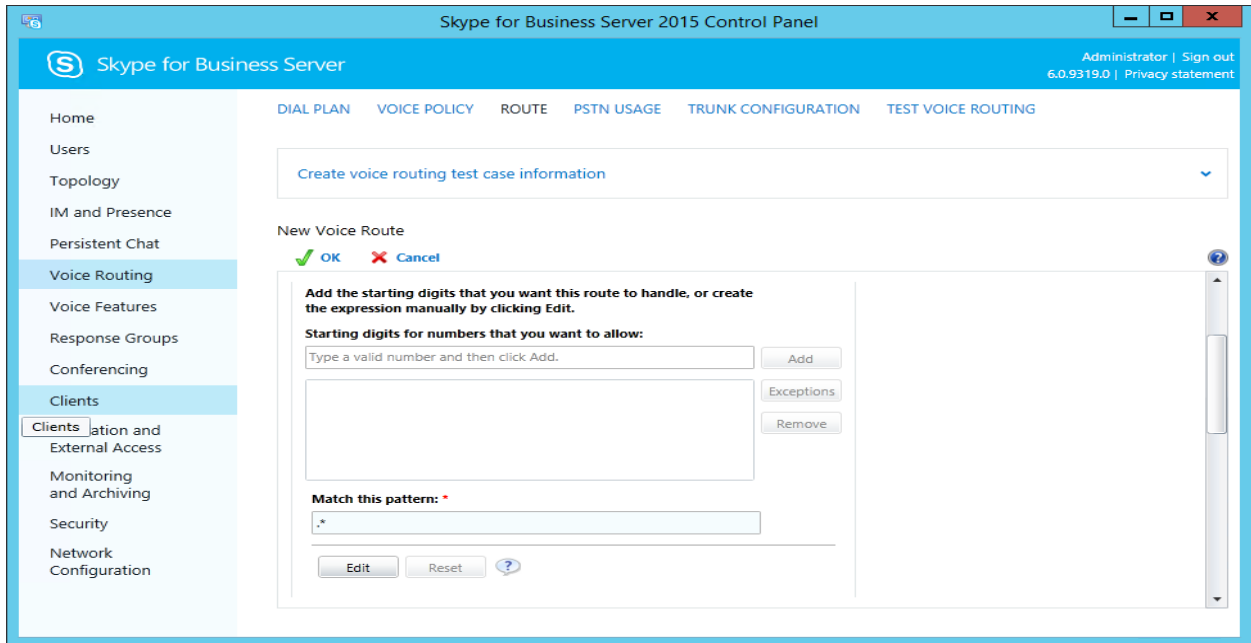 Skype for Business Server 2015 Control Panel
Skype for Business Server
Administrator | Sign out
6.0.9319.0 | Privacy statement
Home
Users
Topology
IM and Presence
Persistent Chat
Voice Routing
Voice Features
Response Groups
Conferencing
Clients
Clients
ation and
External Access
Monitoring
and Archiving
Security
Network
Configuration
DIAL PLAN VOICE POLICY ROUTE PSTN USAGE TRUNK CONFIGURATION TEST VOICE ROUTING
Create voice routing test case information
New Voice Route
OK Cancel
Add the starting digits that you want this route to handle, or create
the expression manually by clicking Edit.
Starting digits for numbers that you want to allow:
Type a valid number and then click Add.
Add
Exceptions
Remove
Match this pattern: *
.*
Edit Reset ?